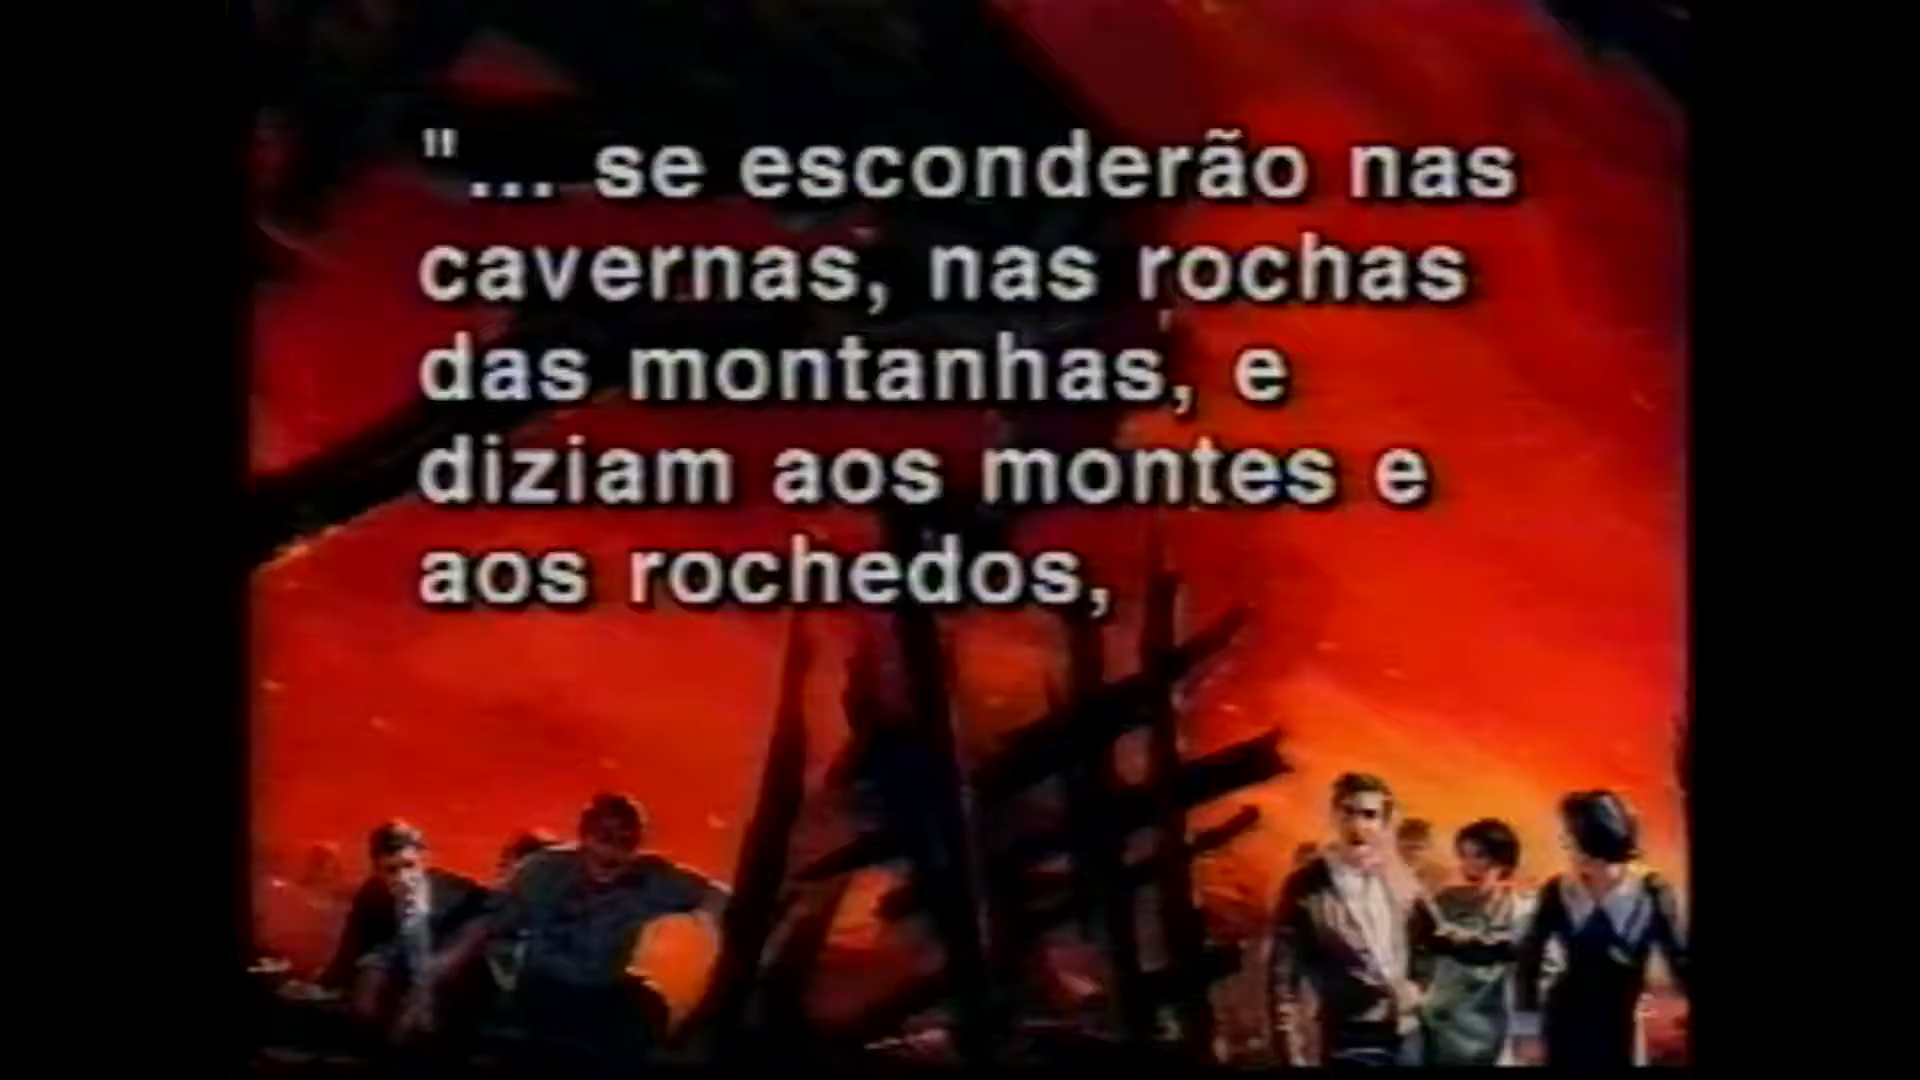 "... se esconderão nas
cavernas, nas rochas
das montanhas, e
diziam aos montes e
aos rochedos,